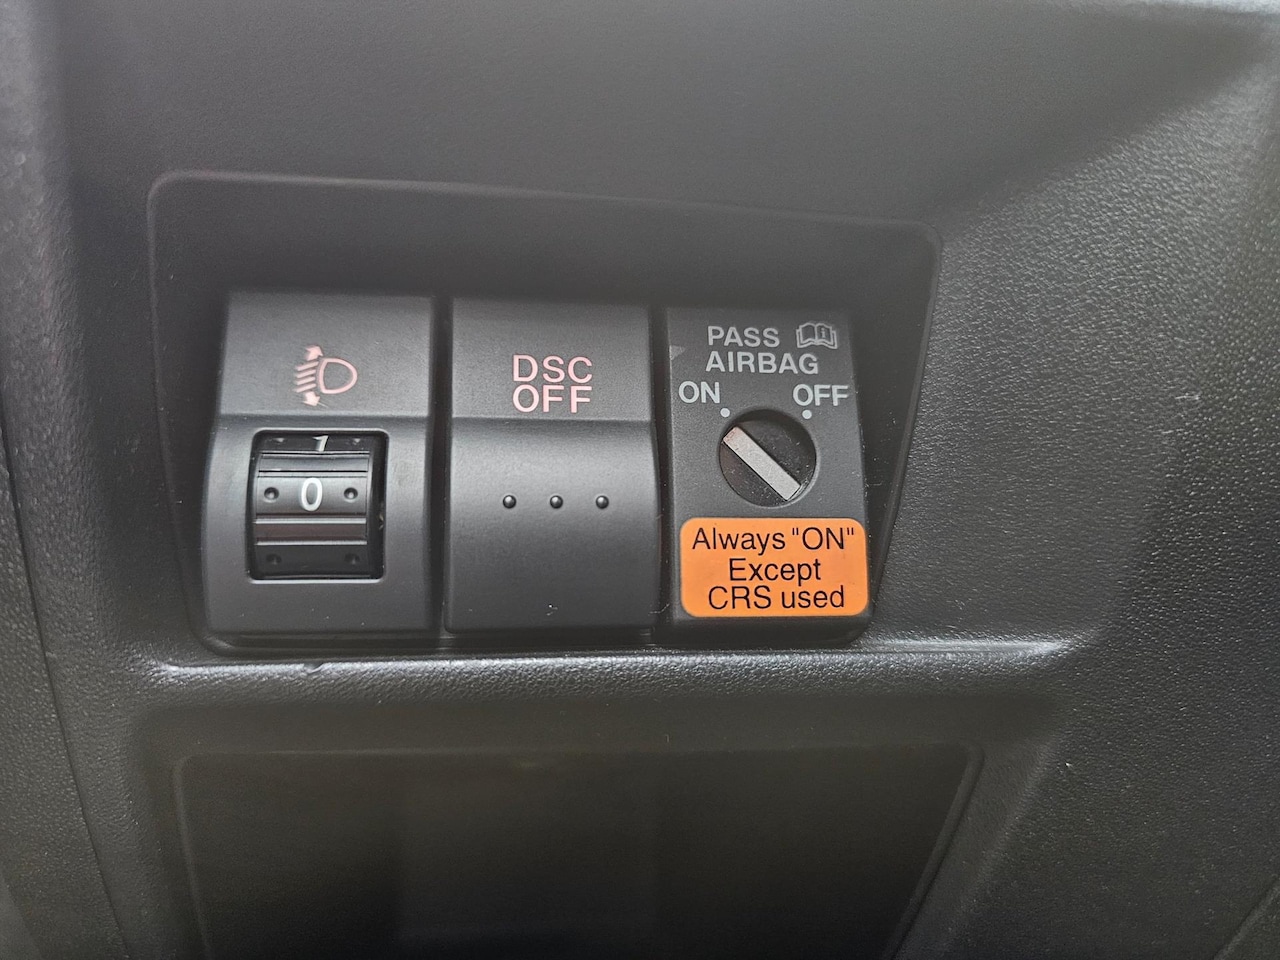 1
0
DSC
OFF
PASS
AIRBAG
ON OFF
Always "ON"
Except
CRS used